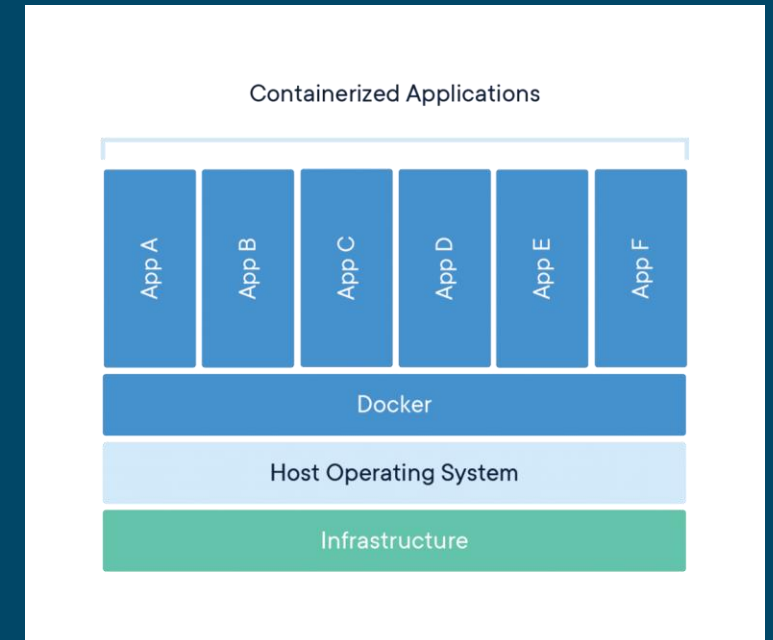 Containerized Applications
App A
App B
App C
App D
App E
App F
Docker
Host Operating System
Infrastructure